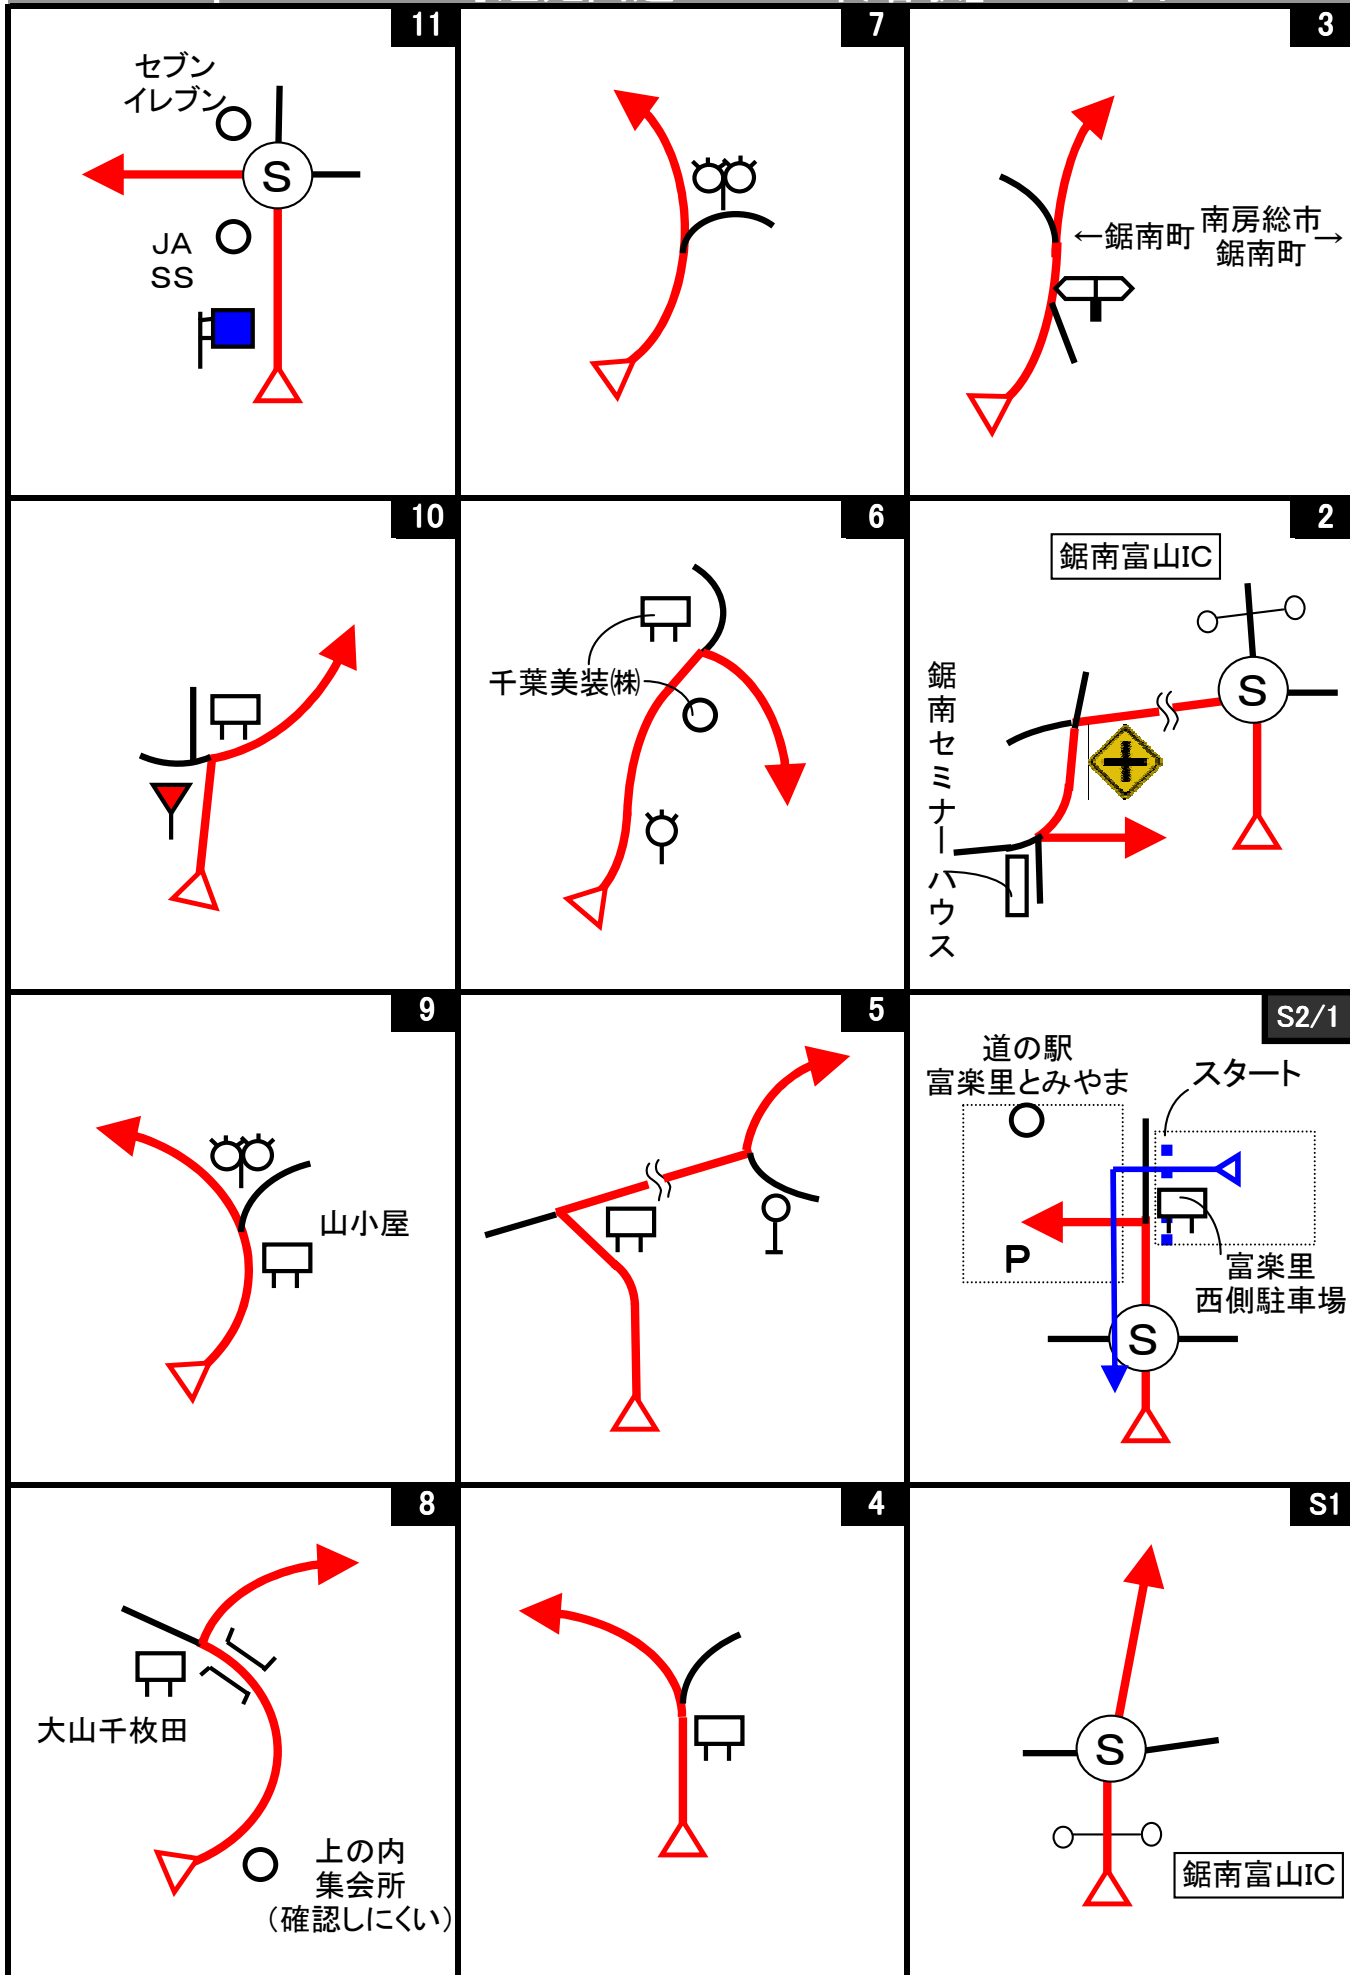 11
セブン
イレブン
S
JA
SS
7
3
←鋸南町
南房総市
鋸南町→
10
6
千葉美装㈱
2
鋸南富山IC
S
鋸南セミナーハウス
9
山小屋
5
S2/1
道の駅
富楽里とみやま
スタート
P
富楽里
西側駐車場
S
8
大山千枚田
上の内
集会所
（確認しにくい）
4
S1
S
鋸南富山IC